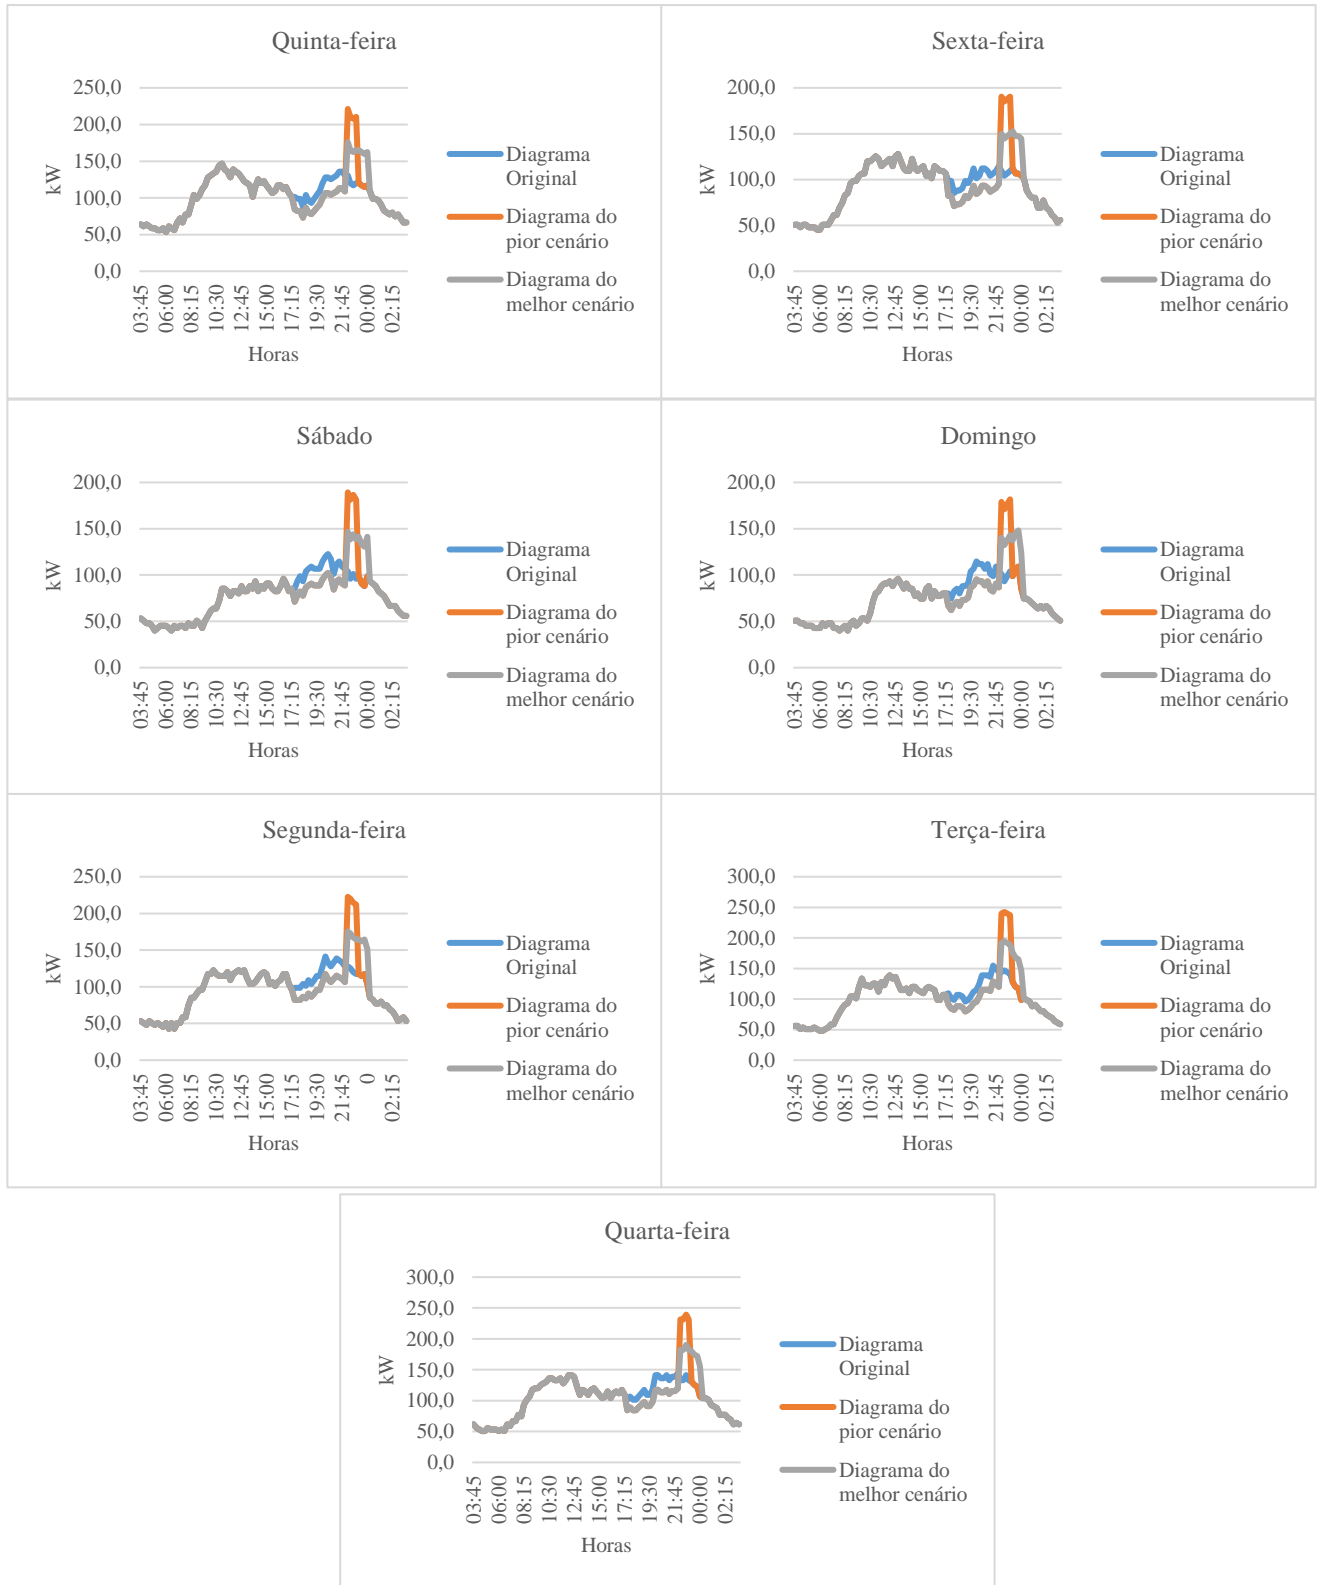 Quinta-feira
250,0
200,0
150,0
100,0
50,0
0,0
kW
03:45
06:00
08:15
10:30
12:45
15:00
17:15
19:30
21:45
00:00
02:15
Horas
Diagrama
Original
Diagrama do
pior cenário
Diagrama do
melhor cenário
Sexta-feira
200,0
150,0
100,0
50,0
0,0
kW
03:45
06:00
08:15
10:30
12:45
15:00
17:15
19:30
21:45
00:00
02:15
Horas
Diagrama
Original
Diagrama do
pior cenário
Diagrama do
melhor cenário
Sábado
200,0
150,0
100,0
50,0
0,0
kW
03:45
06:00
08:15
10:30
12:45
15:00
17:15
19:30
21:45
00:00
02:15
Horas
Diagrama
Original
Diagrama do
pior cenário
Diagrama do
melhor cenário
Domingo
200,0
150,0
100,0
50,0
0,0
kW
03:45
06:00
08:15
10:30
12:45
15:00
17:15
19:30
21:45
00:00
02:15
Horas
Diagrama
Original
Diagrama do
pior cenário
Diagrama do
melhor cenário
Segunda-feira
250,0
200,0
150,0
100,0
50,0
0,0
kW
03:45
06:00
08:15
10:30
12:45
15:00
17:15
19:30
21:45
0
02:15
Horas
Diagrama
Original
Diagrama do
pior cenário
Diagrama do
melhor cenário
Terça-feira
300,0
250,0
200,0
150,0
100,0
50,0
0,0
kW
03:45
06:00
08:15
10:30
12:45
15:00
17:15
19:30
21:45
00:00
02:15
Horas
Diagrama
Original
Diagrama do
pior cenário
Diagrama do
melhor cenário
Quarta-feira
300,0
250,0
200,0
150,0
100,0
50,0
0,0
kW
03:45
06:00
08:15
10:30
12:45
15:00
17:15
19:30
21:45
00:00
02:15
Horas
Diagrama
Original
Diagrama do
pior cenário
Diagrama do
melhor cenário